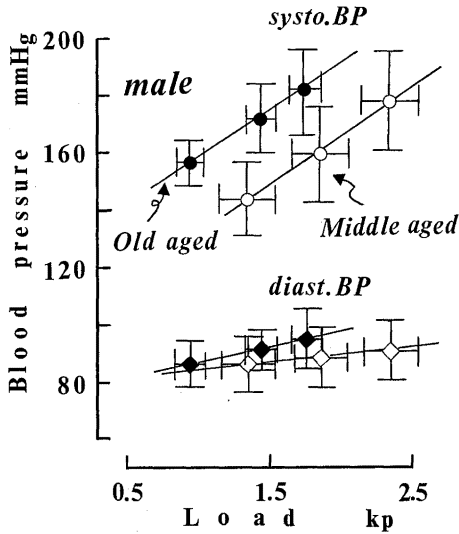 systo.BP
200
male
160
Old aged
Middle aged
120
diast.BP
80
Blood pressure mmHg
0.5 1.5 2.5
Load kp